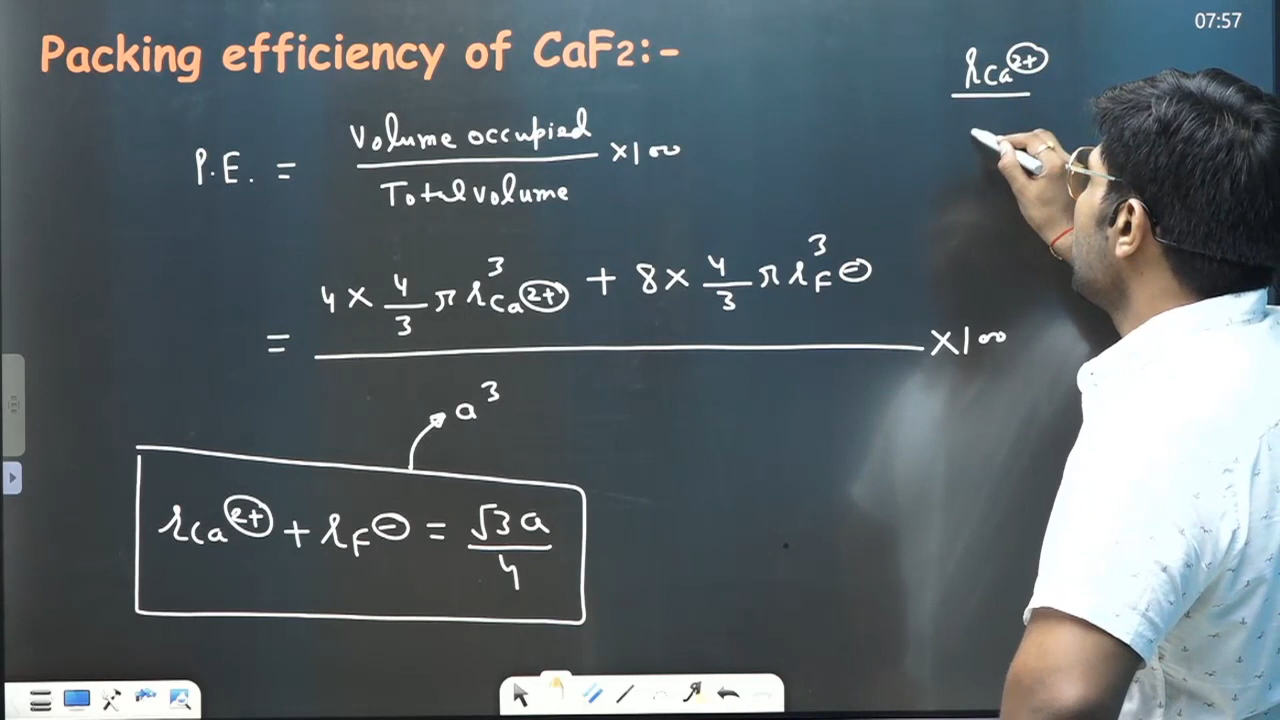 07:57
Packing efficiency of CaF2:-
P.E. = Volume occupied / Total volume ×100
= 4 × 4/3 π r³Ca²⁺ + 8 × 4/3 π r³F⊖ / a³ ×100
rCa²⁺ + rF⊖ = √3a/4
rCa²⁺